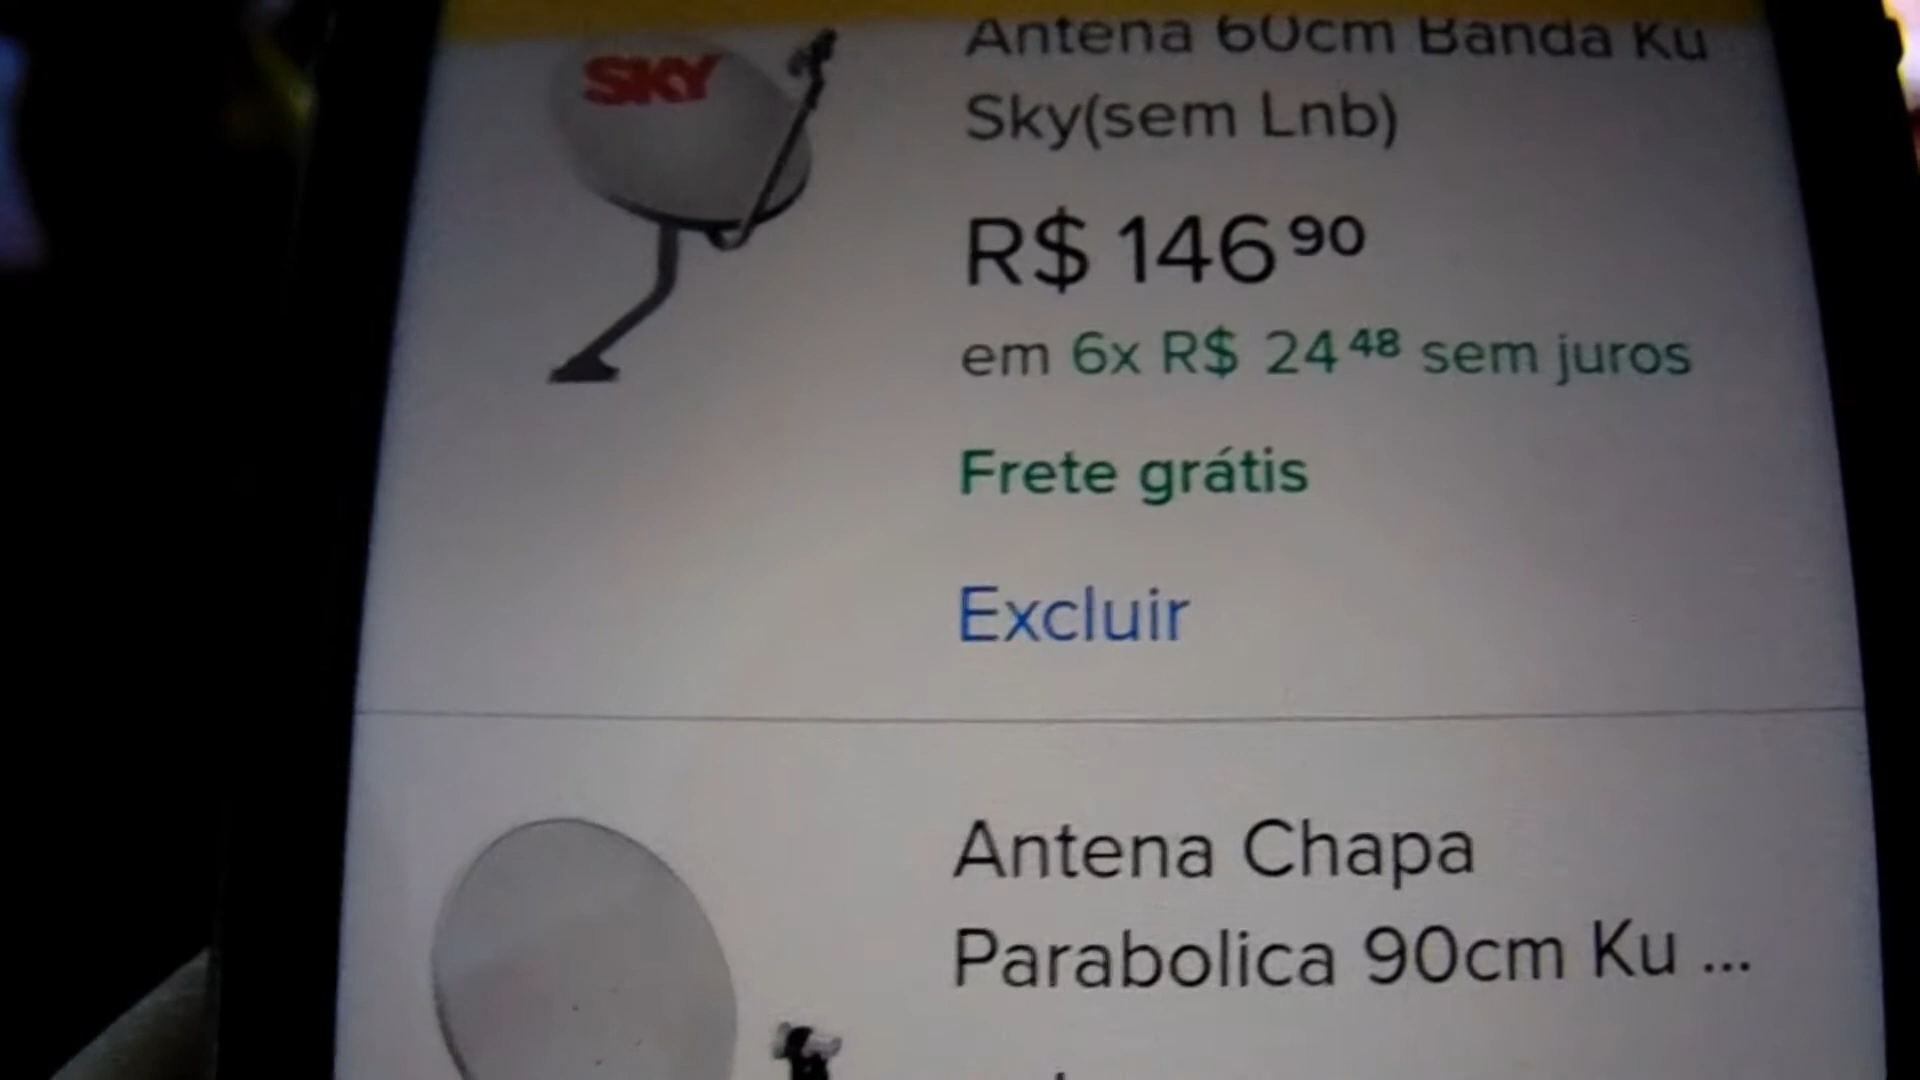 SKY
Antena 60cm Banda Ku
Sky(sem Lnb)
R$ 146 90
em 6x R$ 24 48 sem juros
Frete grátis
Excluir
Antena Chapa
Parabolica 90cm Ku ...